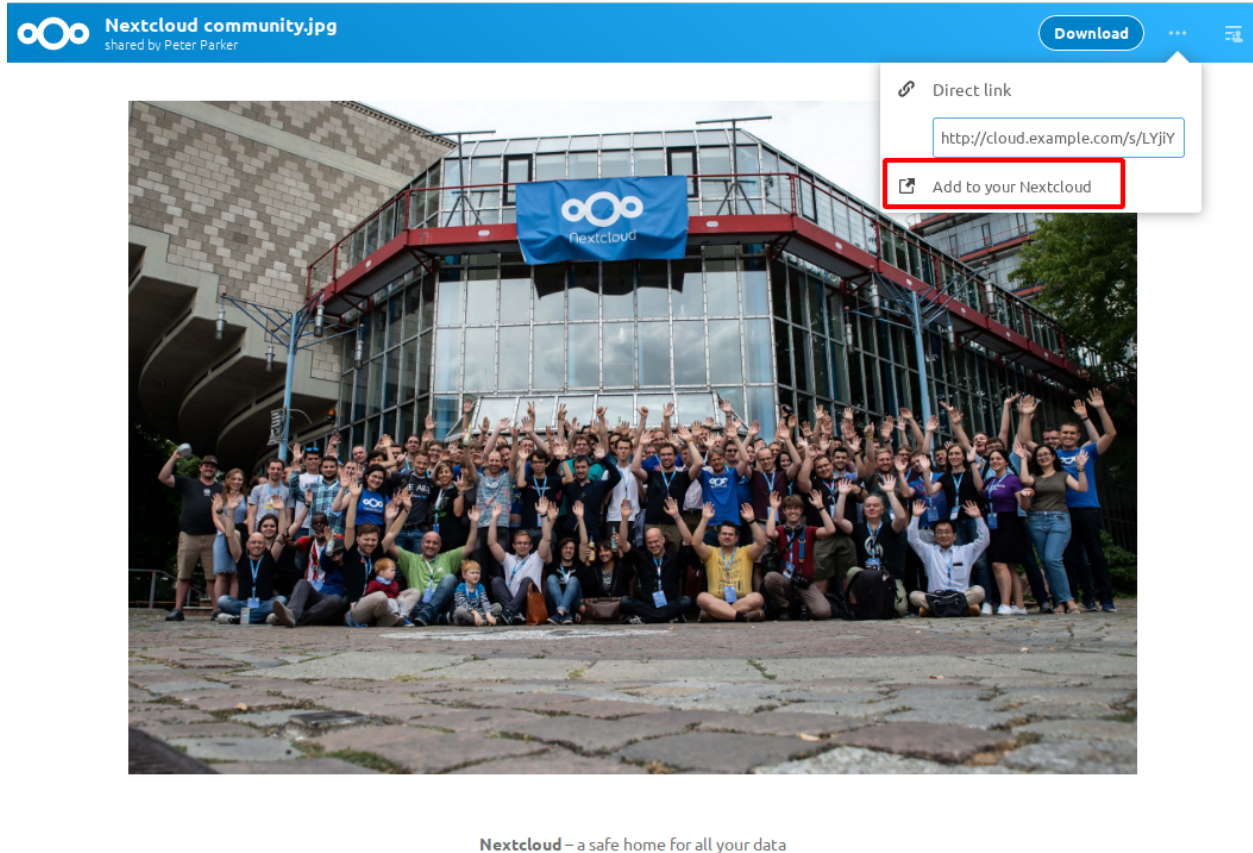 Nextcloud community.jpg
shared by Peter Parker
Download
Direct link
http://cloud.example.com/s/LYjiY
Add to your Nextcloud
Nextcloud
Nextcloud – a safe home for all your data